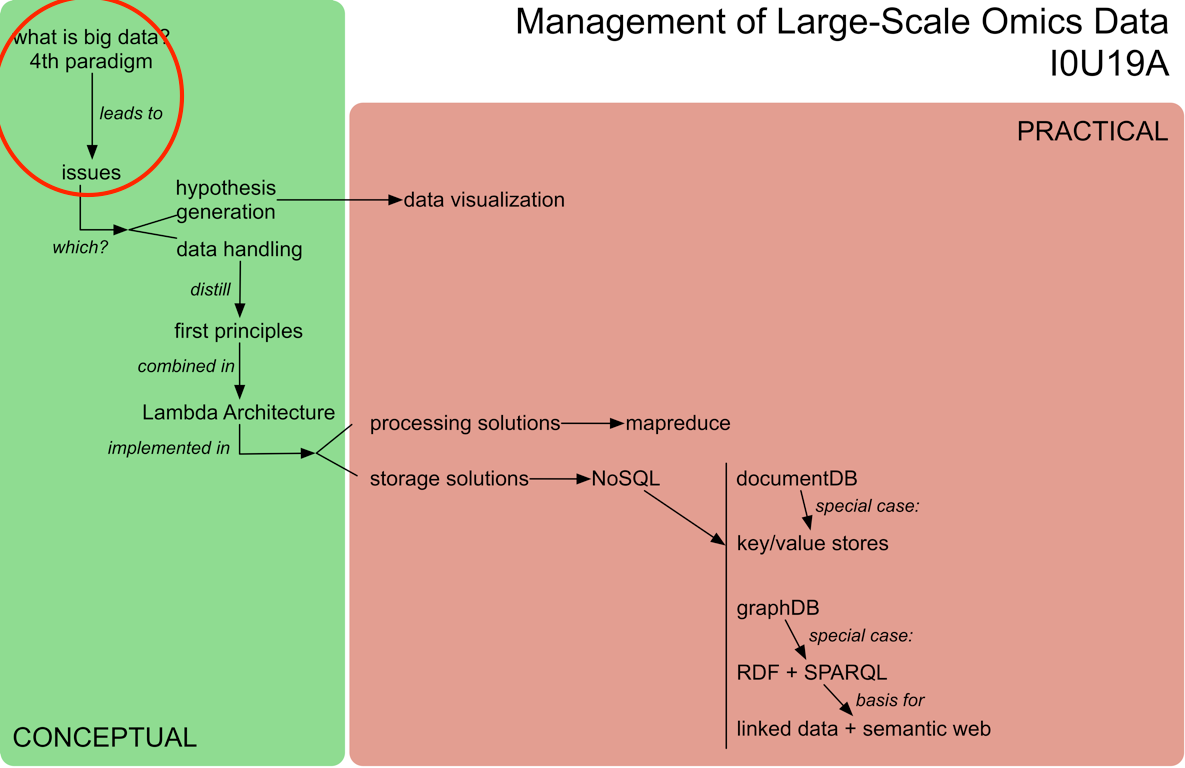 Management of Large-Scale Omics Data
I0U19A
what is big data?
4th paradigm
leads to
issues
which?
hypothesis
generation
data handling
distill
first principles
combined in
Lambda Architecture
implemented in
CONCEPTUAL
PRACTICAL
data visualization
processing solutions
mapreduce
storage solutions
NoSQL
documentDB
special case:
key/value stores
graphDB
special case:
RDF + SPARQL
basis for
linked data + semantic web